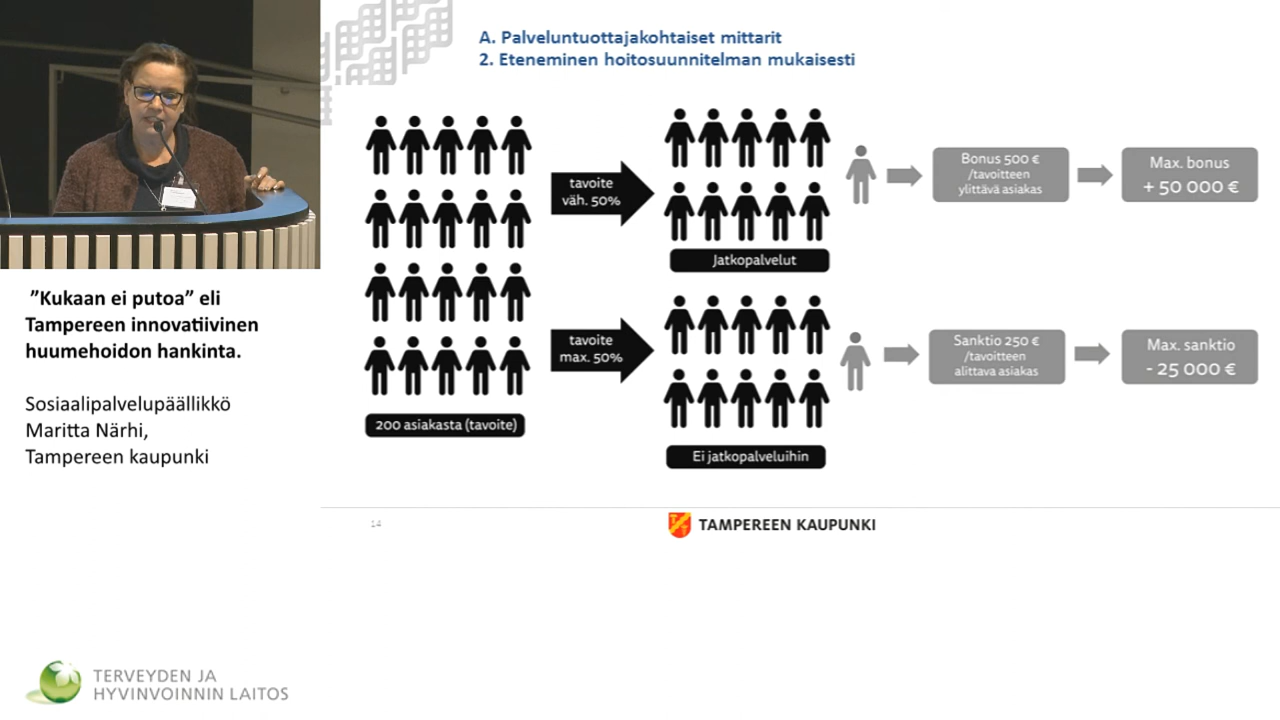 A. Palveluntuottajakohtaiset mittarit
2. Eteneminen hoitosuunnitelman mukaisesti
tavoite
väh. 50%
Jatkopalvelut
Bonus 500 €
/tavoitteen
ylittävä asiakas
Max. bonus
+ 50 000 €
tavoite
max. 50%
Ei jatkopalveluihin
Sanktio 250 €
/tavoitteen
alittava asiakas
Max. sanktio
- 25 000 €
200 asiakasta (tavoite)
14
TAMPEREEN KAUPUNKI
”Kukaan ei putoa” eli
Tampereen innovatiivinen
huumehoidon hankinta.
Sosiaalipalvelupäällikkö
Maritta Närhi,
Tampereen kaupunki
TERVEYDEN JA
HYVINVOINNIN LAITOS